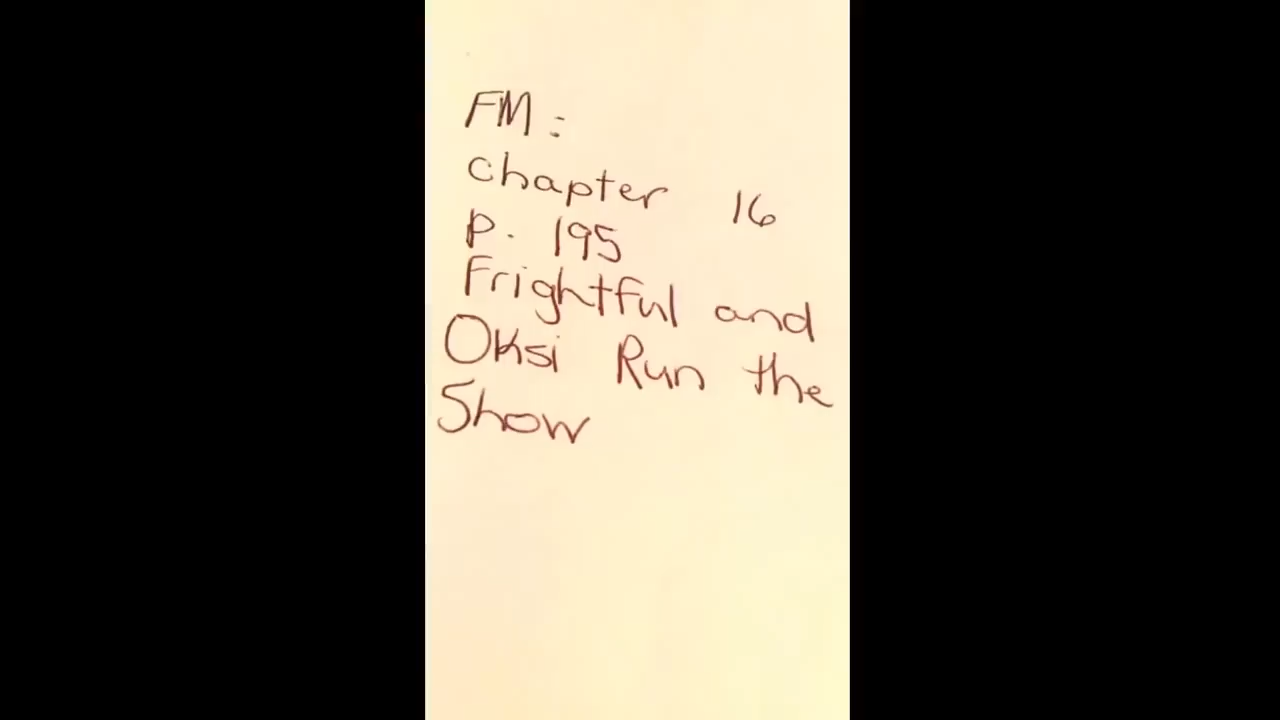 FM:
chapter 16
p. 195
Frightful and
Oksi Run the
Show